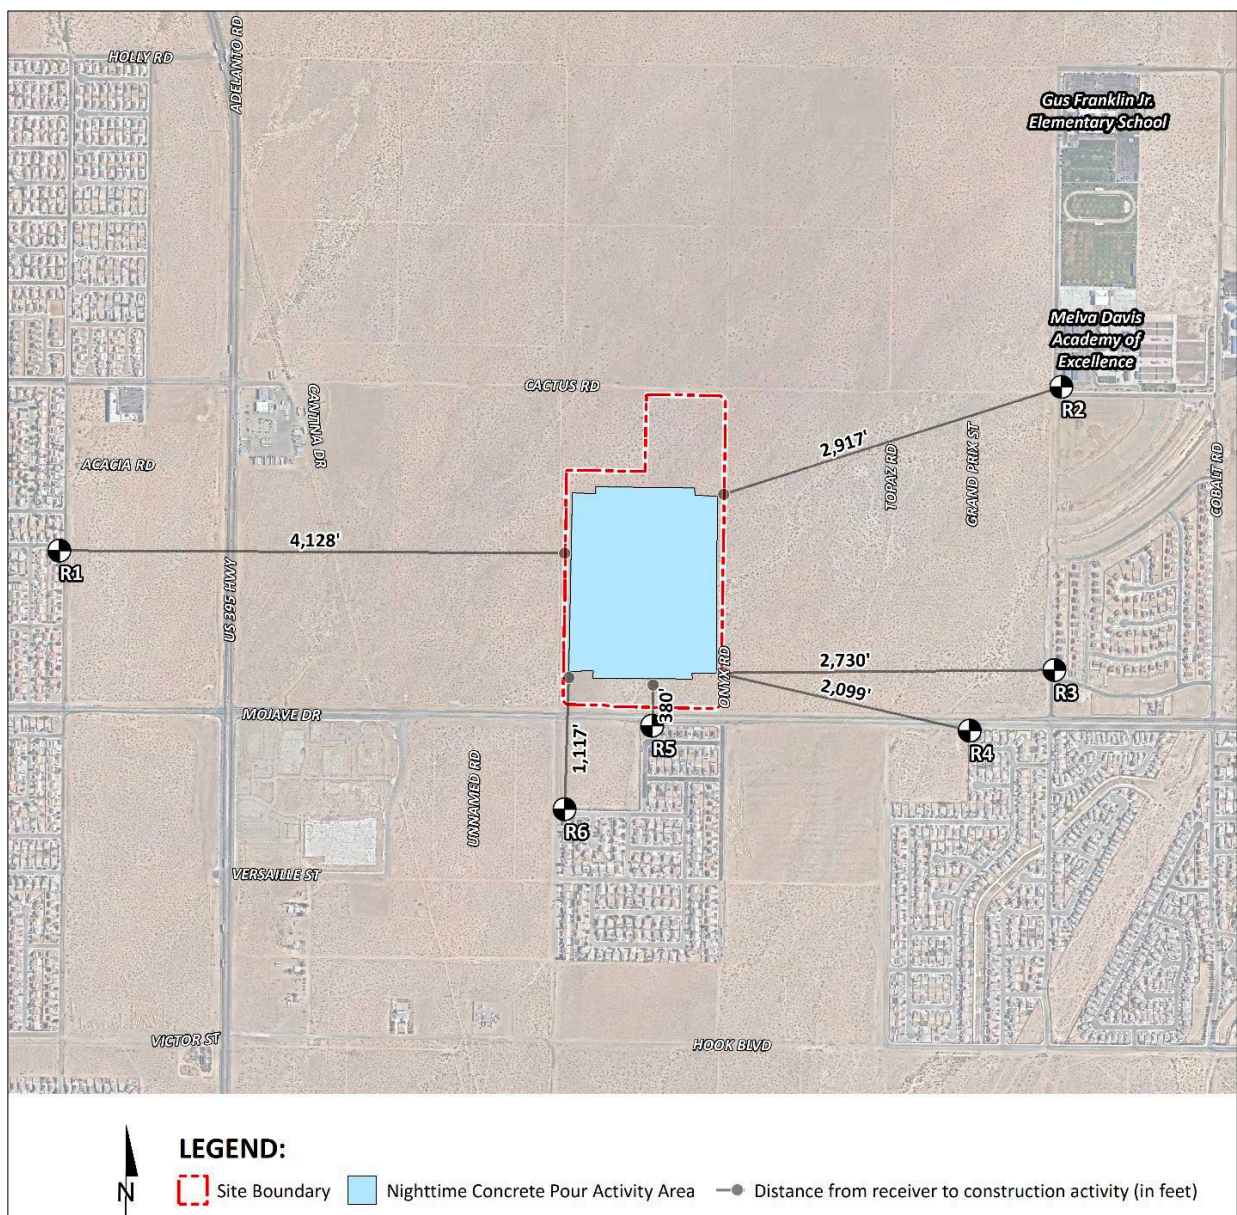 HOLLY RD
ADELANTO RD
Gus Franklin Jr.
Elementary School
Melva Davis
Academy of
Excellence
CACTUS RD
R2
CANTINA DR
2,917'
ACACIA RD
TOPAZ RD
GRAND PRIX ST
COBALT RD
4,128'
R1
US 395 HWY
ONYX RD
2,730'
R3
2,099'
MOJAVE DR
380'
R5
R4
1,117'
UNNAMED RD
R6
VERSAILLE ST
VICTOR ST
HOOK BLVD
N
LEGEND:
Site Boundary
Nighttime Concrete Pour Activity Area
Distance from receiver to construction activity (in feet)